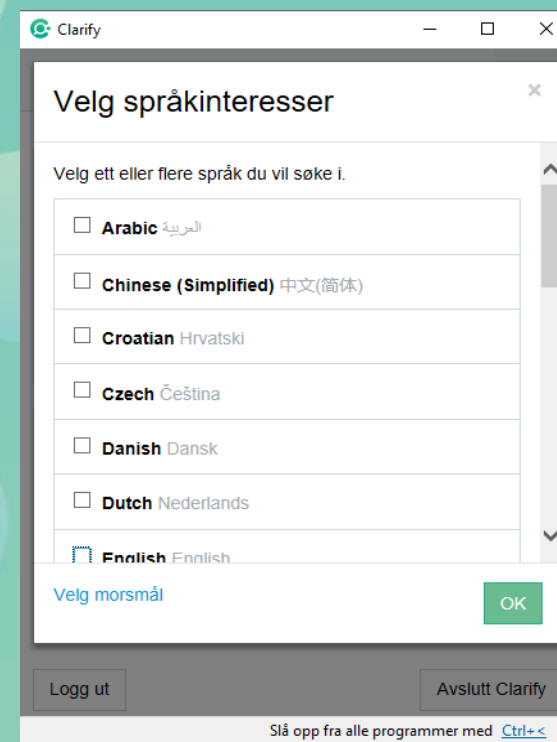 Clarify
Velg språkinteresser
Velg ett eller flere språk du vil søke i.
Arabic العربية
Chinese (Simplified) 中文(简体)
Croatian Hrvatski
Czech Čeština
Danish Dansk
Dutch Nederlands
English English
Velg morsmål
OK
Logg ut
Avslutt Clarify
Slå opp fra alle programmer med Ctrl+<